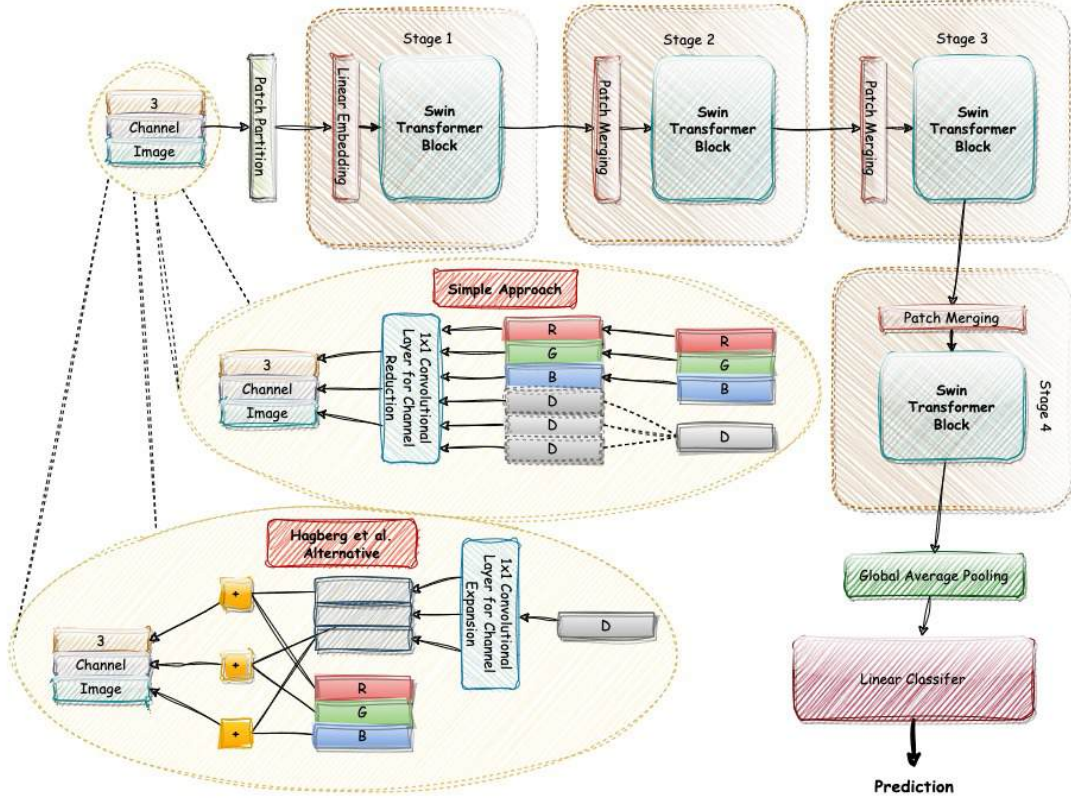 Stage 1
Stage 2
Stage 3
3
Channel
Image
Patch Partition
Linear Embedding
Swin
Transformer
Block
Patch Merging
Swin
Transformer
Block
Patch Merging
Swin
Transformer
Block
Simple Approach
3
Channel
Image
1x1 Convolutional
Layer for Channel
Reduction
R
G
B
D
D
D
R
G
B
D
Patch Merging
Swin
Transformer
Block
Stage 4
Hagberg et al.
Alternative
3
Channel
Image
+
+
+
R
G
B
1x1 Convolutional
Layer for Channel
Expansion
D
Global Average Pooling
Linear Classifer
Prediction